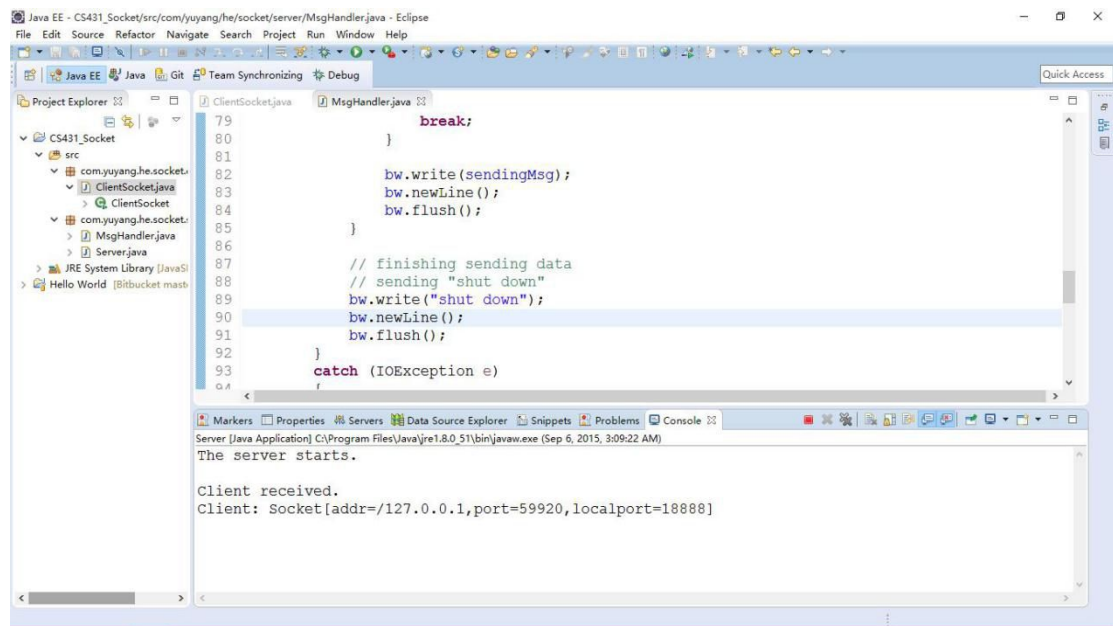 Java EE - CS431_Socket/src/com/yuyang/he/socket/server/MsgHandler.java - Eclipse
File Edit Source Refactor Navigate Search Project Run Window Help
Java EE Java Git Team Synchronizing Debug
Quick Access
Project Explorer
CS431_Socket
src
com.yuyang.he.socket.
ClientSocket.java
ClientSocket
com.yuyang.he.socket.
MsgHandler.java
Server.java
JRE System Library [JavaS
Hello World [Bitbucket mast
ClientSocket.java MsgHandler.java
79 break;
80 }
81
82 bw.write(sendingMsg);
83 bw.newLine();
84 bw.flush();
85 }
86
87 // finishing sending data
88 // sending "shut down"
89 bw.write("shut down");
90 bw.newLine();
91 bw.flush();
92 }
93 catch (IOException e)
94 {
Markers Properties Servers Data Source Explorer Snippets Problems Console
Server [Java Application] C:\Program Files\Java\jre1.8.0_51\bin\javaw.exe (Sep 6, 2015, 3:09:22 AM)
The server starts.
Client received.
Client: Socket[addr=/127.0.0.1,port=59920,localport=18888]